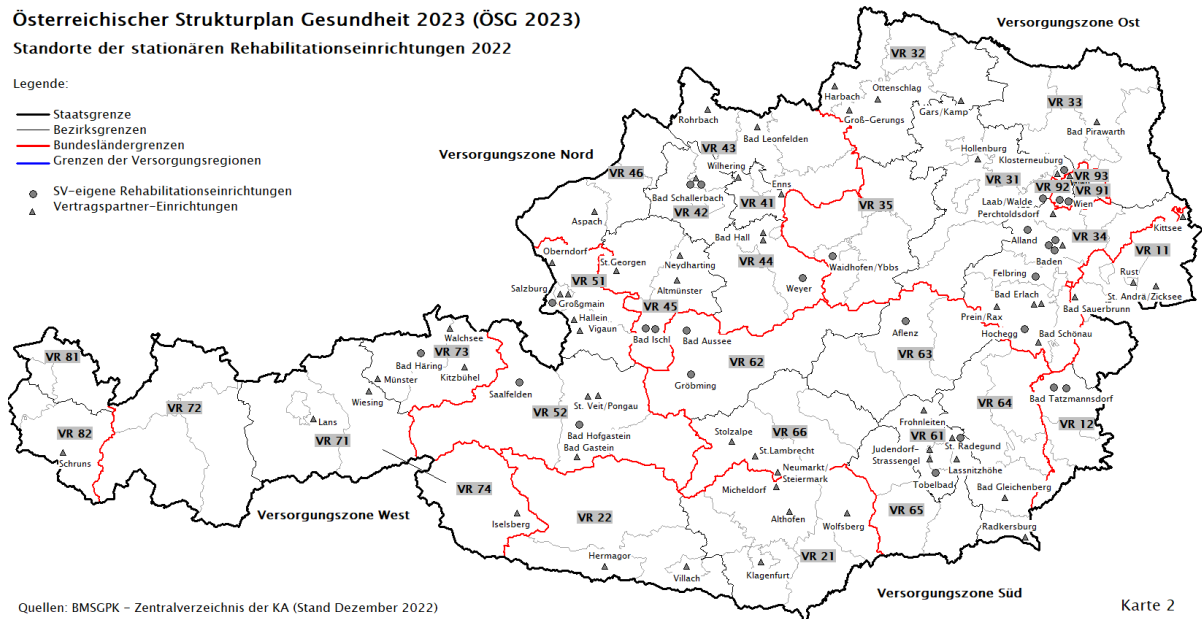 Österreichischer Strukturplan Gesundheit 2023 (ÖSG 2023)
Standorte der stationären Rehabilitationseinrichtungen 2022
Legende:
Staatsgrenze
Bezirksgrenzen
Bundesländergrenzen
Grenzen der Versorgungsregionen
SV-eigene Rehabilitationseinrichtungen
Vertragspartner-Einrichtungen
Versorgungszone Ost
Versorgungszone Nord
VR 32
Harbach
Ottenschlag
Groß-Gerungs
Gars/Kamp
VR 33
Bad Pirawarth
Rohrbach
Bad Leonfelden
VR 43
Wilhering
VR 46
Bad Schallerbach
VR 42
Enns
VR 41
VR 35
Hollenburg
Klosterneuburg
VR 31
VR 93
VR 92
VR 91
Laab/Walde
Wien
Perchtoldsdorf
Kittsee
Aspach
Bad Hall
VR 44
Alland
VR 34
Baden
VR 11
Oberndorf
St.Georgen
Neydharting
Waidhofen/Ybbs
Felbring
Rust
VR 51
Altmünster
Weyer
St. Andrä/Zicksee
Salzburg
Großgmain
VR 45
Bad Erlach
Bad Sauerbrunn
Hallein
Vigaun
Prein/Rax
Bad Ischl
Bad Aussee
Aflenz
Hochegg
Bad Schönau
Walchsee
VR 73
VR 81
Bad Häring
VR 62
VR 63
Kitzbühel
Münster
Saalfelden
Gröbming
Bad Tatzmannsdorf
VR 72
Wiesing
VR 52
St. Veit/Pongau
VR 64
Lans
Frohnleiten
VR 12
VR 82
VR 71
Bad Hofgastein
Bad Gastein
Stolzalpe
VR 66
VR 61
St. Radegund
Schruns
St.Lambrecht
Judendorf-
Strassengel
Lassnitzhöhe
Neumarkt/
Steiermark
Tobelbad
VR 74
Micheldorf
Bad Gleichenberg
Versorgungszone West
Iselsberg
VR 22
Althofen
Wolfsberg
VR 65
Radkersburg
Hermagor
VR 21
Villach
Klagenfurt
Versorgungszone Süd
Quellen: BMSGPK – Zentralverzeichnis der KA (Stand Dezember 2022)
Karte 2